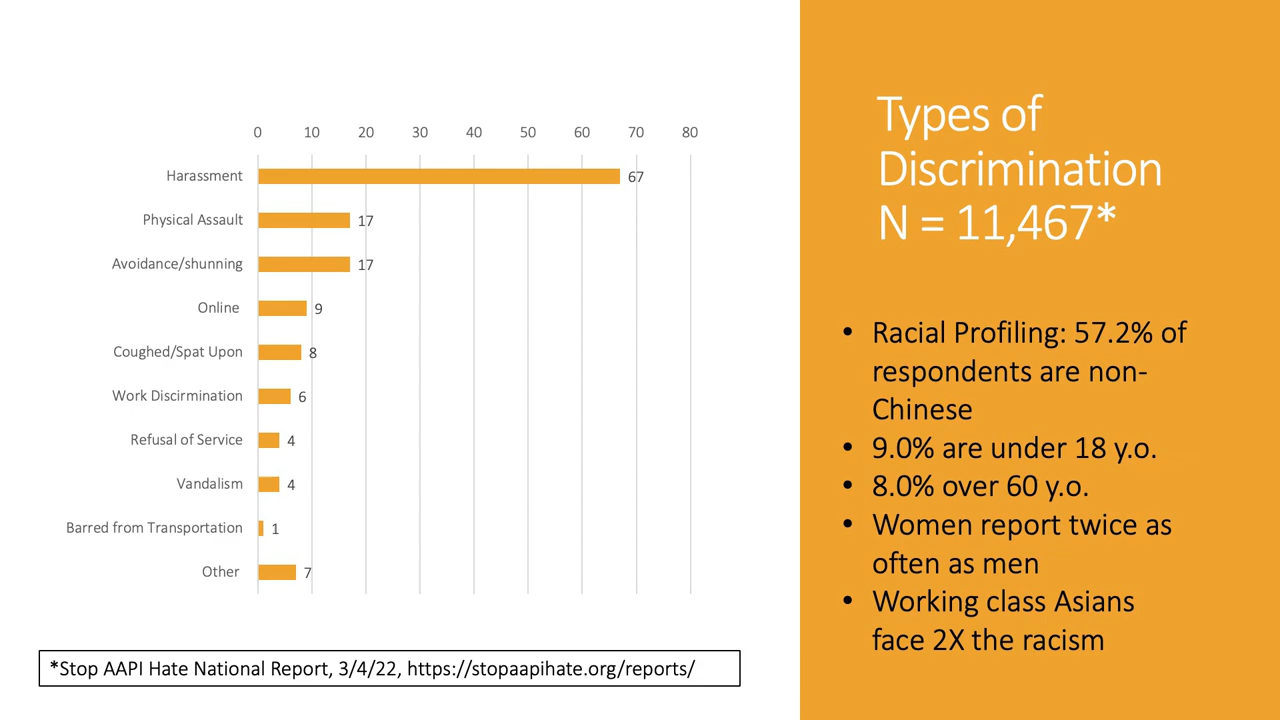 0 10 20 30 40 50 60 70 80
Harassment 67
Physical Assault 17
Avoidance/shunning 17
Online 9
Coughed/Spat Upon 8
Work Discirmination 6
Refusal of Service 4
Vandalism 4
Barred from Transportation 1
Other 7
*Stop AAPI Hate National Report, 3/4/22, https://stopaapihate.org/reports/
Types of
Discrimination
N = 11,467*
• Racial Profiling: 57.2% of
respondents are non-
Chinese
• 9.0% are under 18 y.o.
• 8.0% over 60 y.o.
• Women report twice as
often as men
• Working class Asians
face 2X the racism